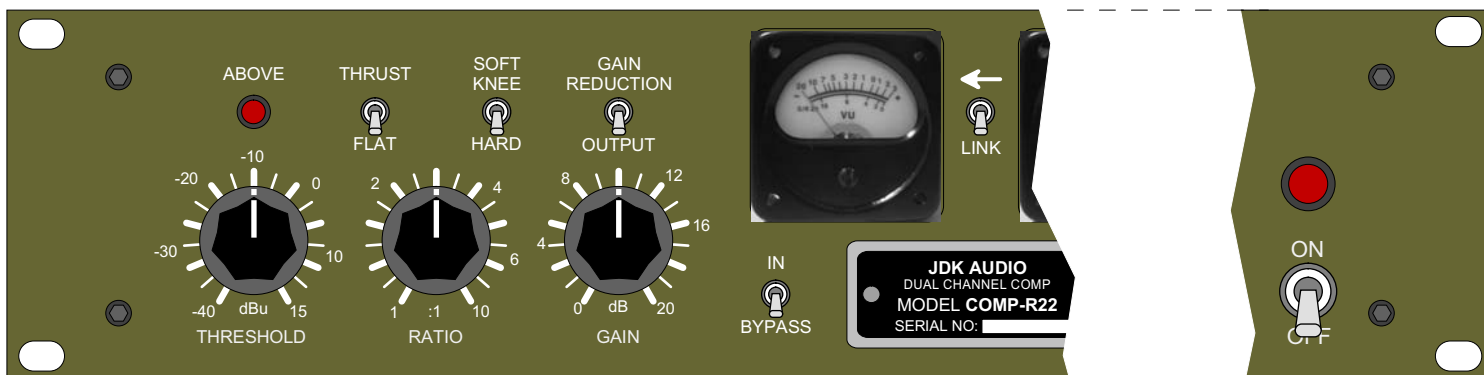 ABOVE
THRUST
FLAT
SOFT
KNEE
HARD
GAIN
REDUCTION
OUTPUT
-40
-30
-20
-10
0
10
15
dBu
THRESHOLD
1
2
4
6
10
:1
RATIO
0
4
8
12
16
20
dB
GAIN
VU
LINK
IN
BYPASS
JDK AUDIO
DUAL CHANNEL COMP
MODEL COMP-R22
SERIAL NO:
ON
OFF